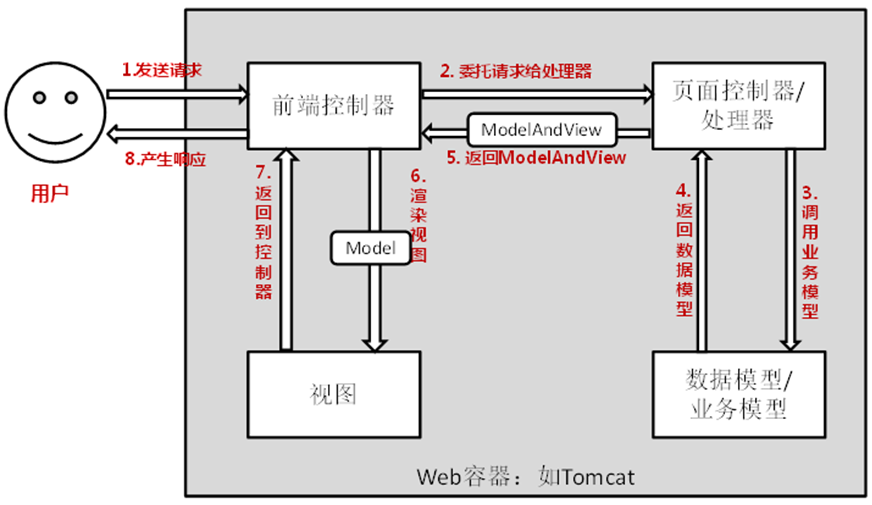 1.发送请求
2. 委托请求给处理器
前端控制器
页面控制器/
处理器
ModelAndView
8.产生响应
5. 返回ModelAndView
用户
7.
返回到控制器
6.
渲染视图
Model
4.
返回数据模型
3.
调用业务模型
视图
数据模型/
业务模型
Web容器：如Tomcat